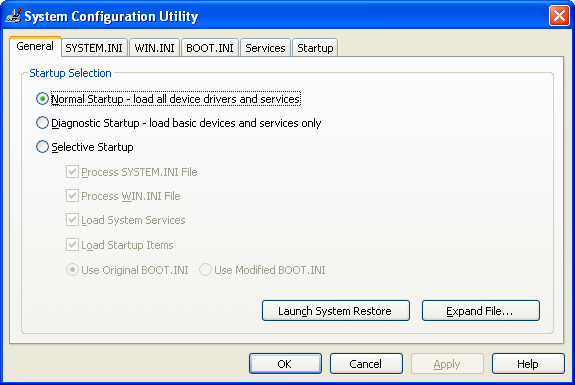 System Configuration Utility
General SYSTEM.INI WIN.INI BOOT.INI Services Startup
Startup Selection
Normal Startup - load all device drivers and services
Diagnostic Startup - load basic devices and services only
Selective Startup
Process SYSTEM.INI File
Process WIN.INI File
Load System Services
Load Startup Items
Use Original BOOT.INI Use Modified BOOT.INI
Launch System Restore Expand File...
OK Cancel Apply Help